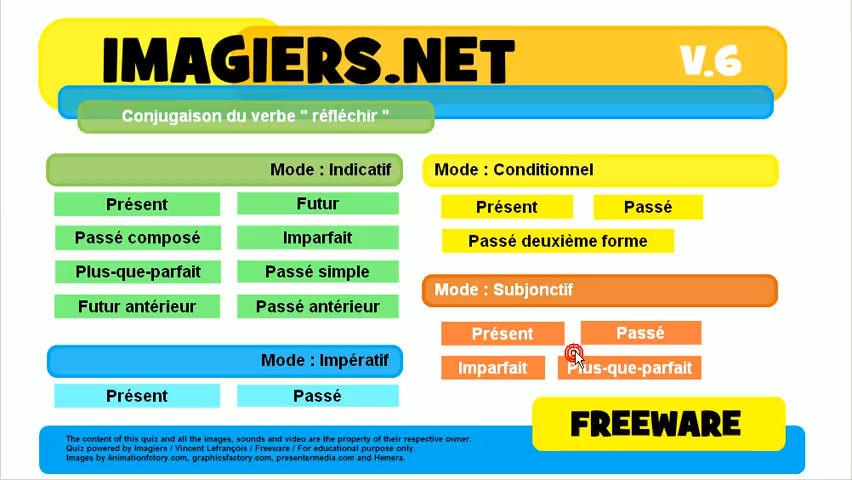 IMAGIERS.NET
V.6
Conjugaison du verbe " réfléchir "
Mode : Indicatif
Présent
Futur
Passé composé
Imparfait
Plus-que-parfait
Passé simple
Futur antérieur
Passé antérieur
Mode : Impératif
Présent
Passé
Mode : Conditionnel
Présent
Passé
Passé deuxième forme
Mode : Subjonctif
Présent
Passé
Imparfait
Plus-que-parfait
FREEWARE
The content of this quiz and all the images, sounds and video are the property of their respective owner.
Quiz powered by Imagiers / Vincent Lefrançois / Freeware / For educational purpose only.
Images by Animationfctory.com, graphicsfactory.com, presentermedia.com and Hemera.